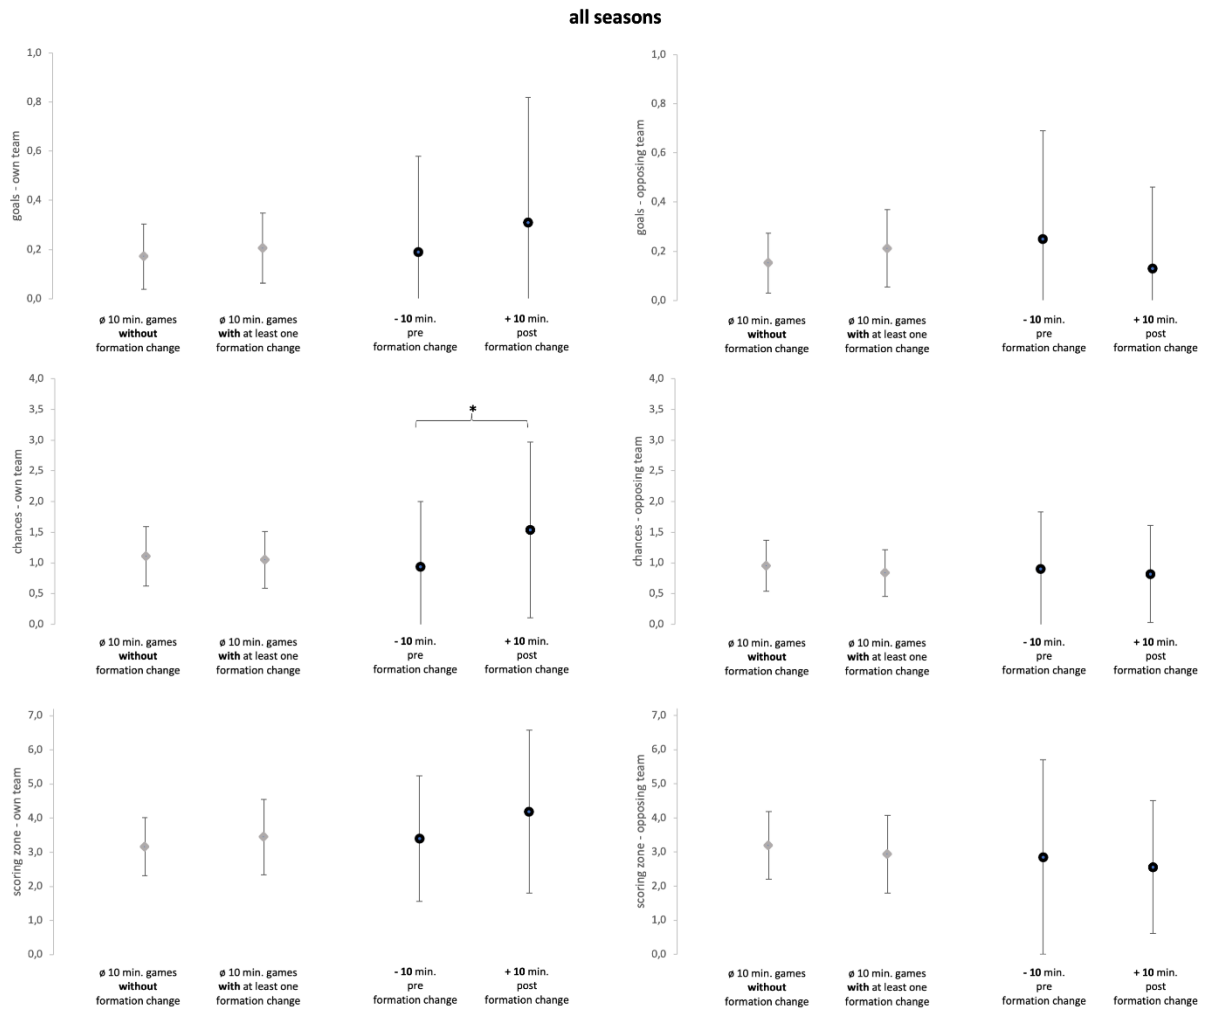 all seasons
goals - own team
1,0
0,8
0,6
0,4
0,2
0,0
ø 10 min. games
without
formation change
ø 10 min. games
with at least one
formation change
- 10 min.
pre
formation change
+ 10 min.
post
formation change
goals - opposing team
1,0
0,8
0,6
0,4
0,2
0,0
ø 10 min. games
without
formation change
ø 10 min. games
with at least one
formation change
- 10 min.
pre
formation change
+ 10 min.
post
formation change
chances - own team
4,0
3,5
3,0
2,5
2,0
1,5
1,0
0,5
0,0
*
ø 10 min. games
without
formation change
ø 10 min. games
with at least one
formation change
- 10 min.
pre
formation change
+ 10 min.
post
formation change
chances - opposing team
4,0
3,5
3,0
2,5
2,0
1,5
1,0
0,5
0,0
ø 10 min. games
without
formation change
ø 10 min. games
with at least one
formation change
- 10 min.
pre
formation change
+ 10 min.
post
formation change
scoring zone - own team
7,0
6,0
5,0
4,0
3,0
2,0
1,0
0,0
ø 10 min. games
without
formation change
ø 10 min. games
with at least one
formation change
- 10 min.
pre
formation change
+ 10 min.
post
formation change
scoring zone - opposing team
7,0
6,0
5,0
4,0
3,0
2,0
1,0
0,0
ø 10 min. games
without
formation change
ø 10 min. games
with at least one
formation change
- 10 min.
pre
formation change
+ 10 min.
post
formation change